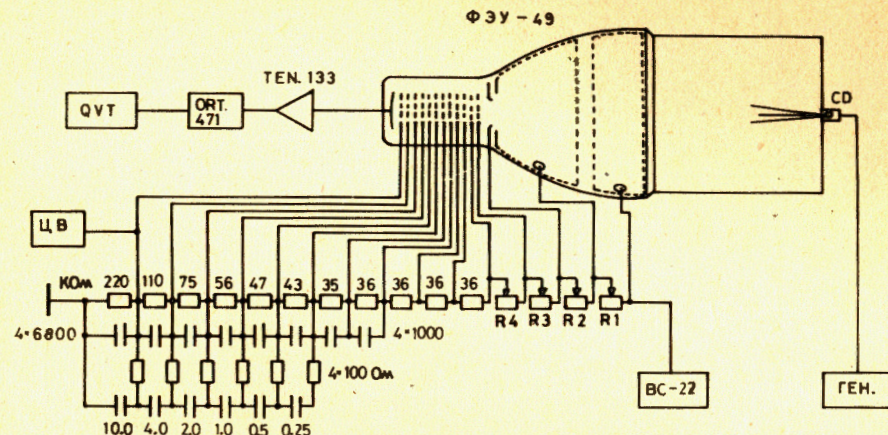 ФЭУ-49
TEN. 133
QVT
ORT.
471
CD
ЦВ
КОм 220 110 75 56 47 43 35 36 36 36 36
R4 R3 R2 R1
4×6800
4×1000
4×100 Ом
10.0 4.0 2.0 1.0 0.5 0.25
ВС-22
ГЕН.